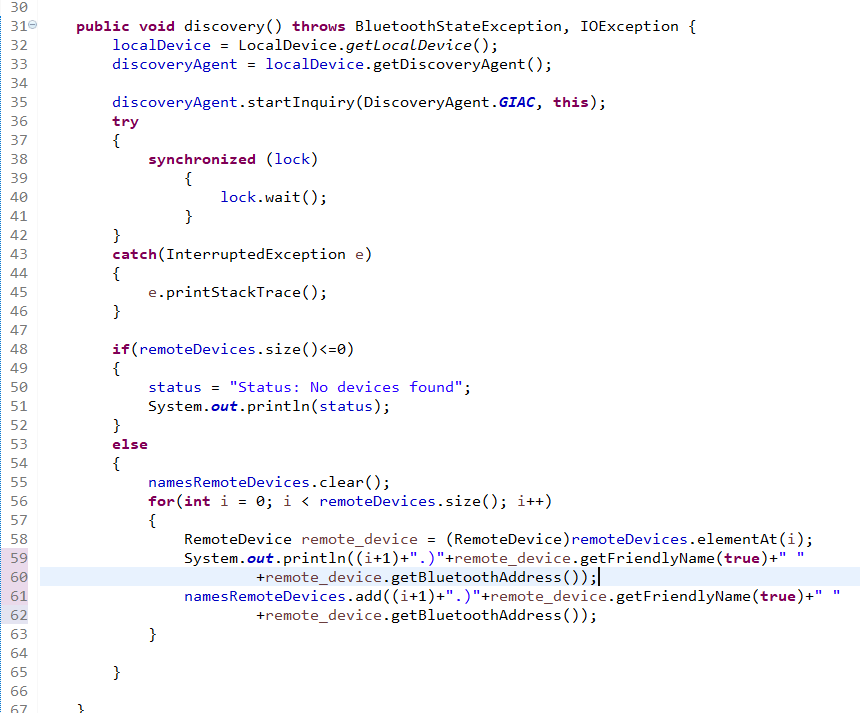 30
31 public void discovery() throws BluetoothStateException, IOException {
32 localDevice = LocalDevice.getLocalDevice();
33 discoveryAgent = localDevice.getDiscoveryAgent();
34
35 discoveryAgent.startInquiry(DiscoveryAgent.GIAC, this);
36 try
37 {
38 synchronized (lock)
39 {
40 lock.wait();
41 }
42 }
43 catch(InterruptedException e)
44 {
45 e.printStackTrace();
46 }
47
48 if(remoteDevices.size()<=0)
49 {
50 status = "Status: No devices found";
51 System.out.println(status);
52 }
53 else
54 {
55 namesRemoteDevices.clear();
56 for(int i = 0; i < remoteDevices.size(); i++)
57 {
58 RemoteDevice remote_device = (RemoteDevice)remoteDevices.elementAt(i);
59 System.out.println((i+1)+".)"+remote_device.getFriendlyName(true)+" "
60 +remote_device.getBluetoothAddress());
61 namesRemoteDevices.add((i+1)+".)"+remote_device.getFriendlyName(true)+" "
62 +remote_device.getBluetoothAddress());
63 }
64
65 }
66
67 }